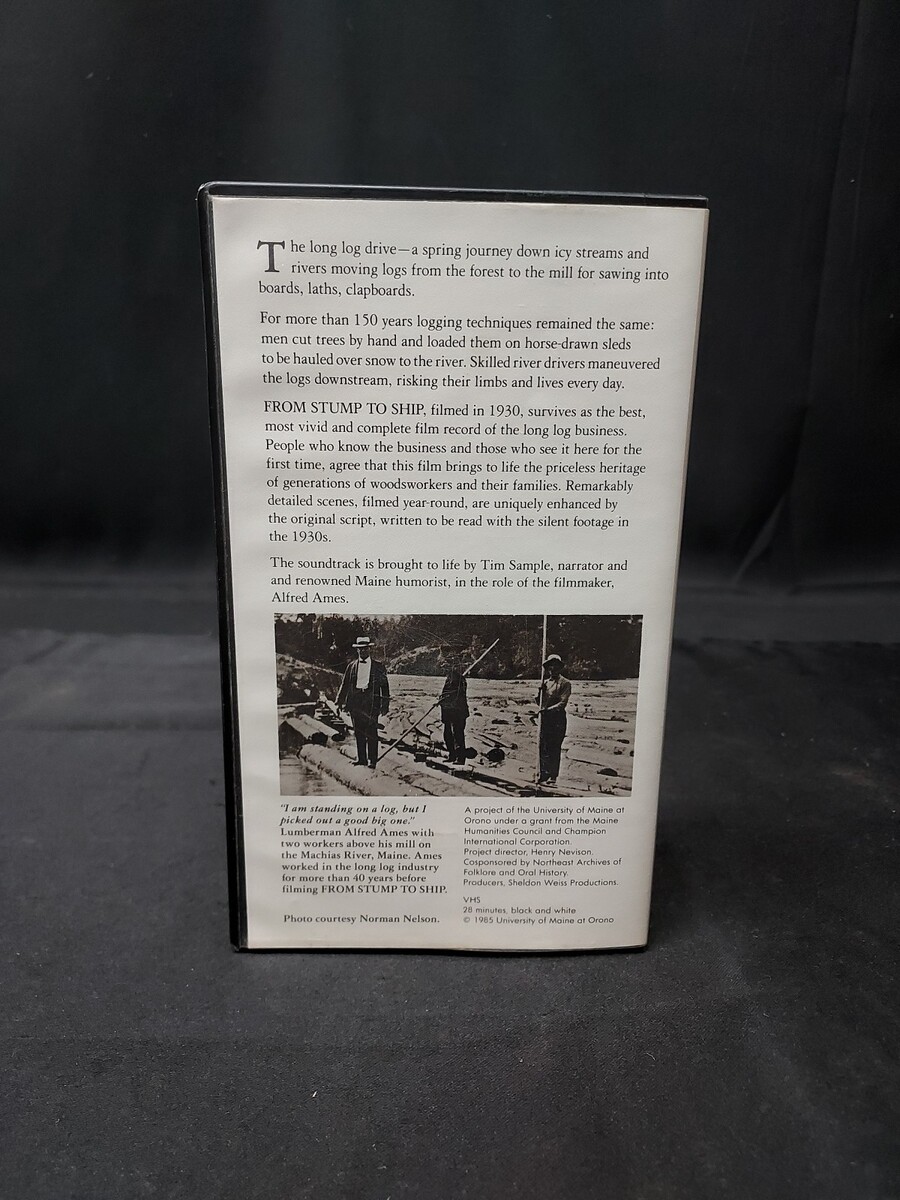 The long log drive—a spring journey down icy streams and
rivers moving logs from the forest to the mill for sawing into
boards, laths, clapboards.
For more than 150 years logging techniques remained the same:
men cut trees by hand and loaded them on horse-drawn sleds
to be hauled over snow to the river. Skilled river drivers maneuvered
the logs downstream, risking their limbs and lives every day.
FROM STUMP TO SHIP, filmed in 1930, survives as the best,
most vivid and complete film record of the long log business.
People who know the business and those who see it here for the
first time, agree that this film brings to life the priceless heritage
of generations of woodsworkers and their families. Remarkably
detailed scenes, filmed year-round, are uniquely enhanced by
the original script, written to be read with the silent footage in
the 1930s.
The soundtrack is brought to life by Tim Sample, narrator and
and renowned Maine humorist, in the role of the filmmaker,
Alfred Ames.
"I am standing on a log, but I
picked out a good big one."
Lumberman Alfred Ames with
two workers above his mill on
the Machias River, Maine. Ames
worked in the long log industry
for more than 40 years before
filming FROM STUMP TO SHIP.
Photo courtesy Norman Nelson.
A project of the University of Maine at
Orono under a grant from the Maine
Humanities Council and Champion
International Corporation.
Project director, Henry Nevison.
Cosponsored by Northeast Archives of
Folklore and Oral History.
Producers, Sheldon Weiss Productions.
VHS
28 minutes, black and white
© 1985 University of Maine at Orono